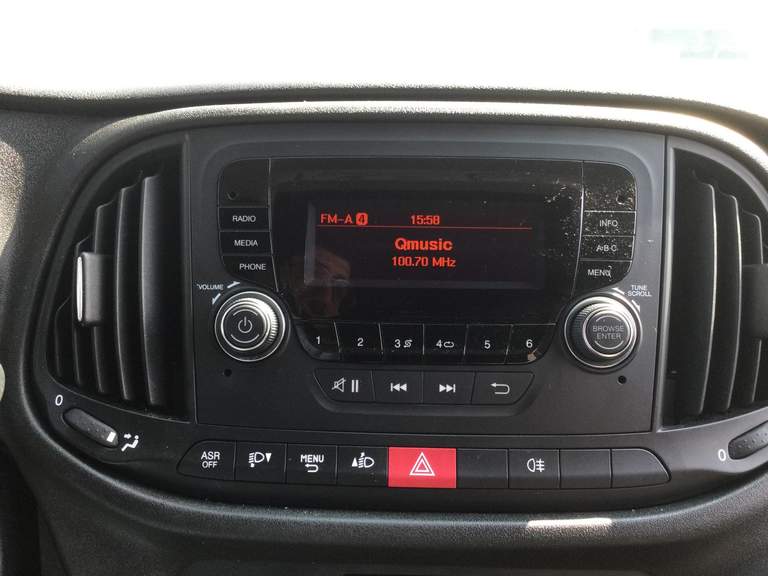 FM-A 4 15:58
Qmusic
100.70 MHz
RADIO
MEDIA
PHONE
INFO
A-B-C
MENU
VOLUME
TUNE
SCROLL
BROWSE
ENTER
1 2 3 4 5 6
0
0
ASR
OFF
MENU